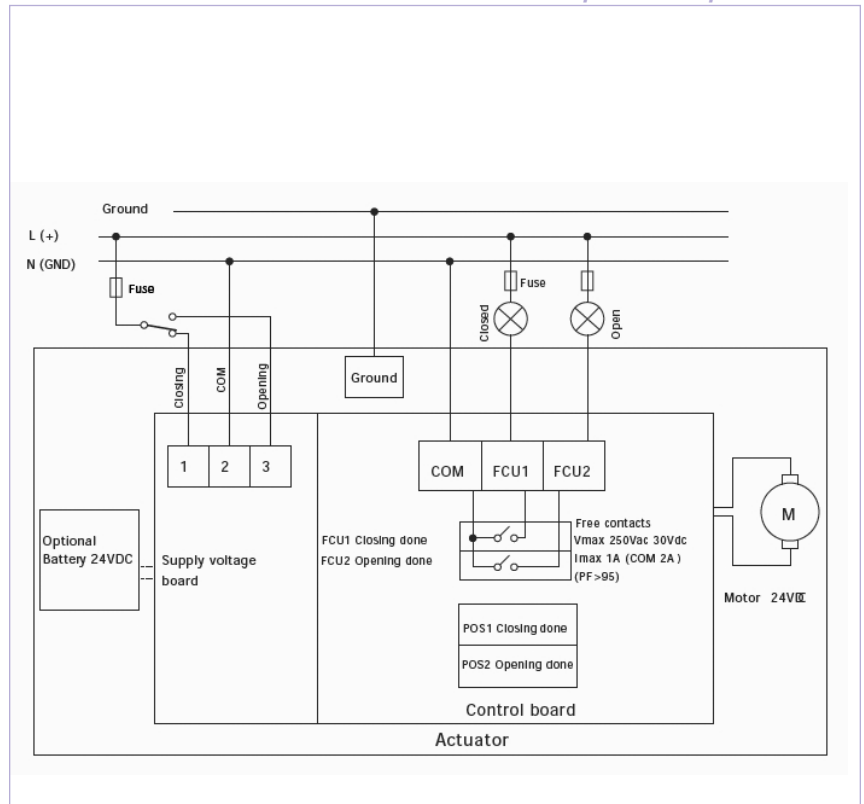 Ground
L (+)
N (GND)
Fuse
Fuse
Closed
Open
Closing
COM
Opening
Ground
1 2 3
COM FCU1 FCU2
Optional
Battery 24VDC
Supply voltage
board
FCU1 Closing done
FCU2 Opening done
Free contacts
Vmax 250Vac 30Vdc
Imax 1A (COM 2A)
(PF>95)
M
Motor 24VDC
POS1 Closing done
POS2 Opening done
Control board
Actuator